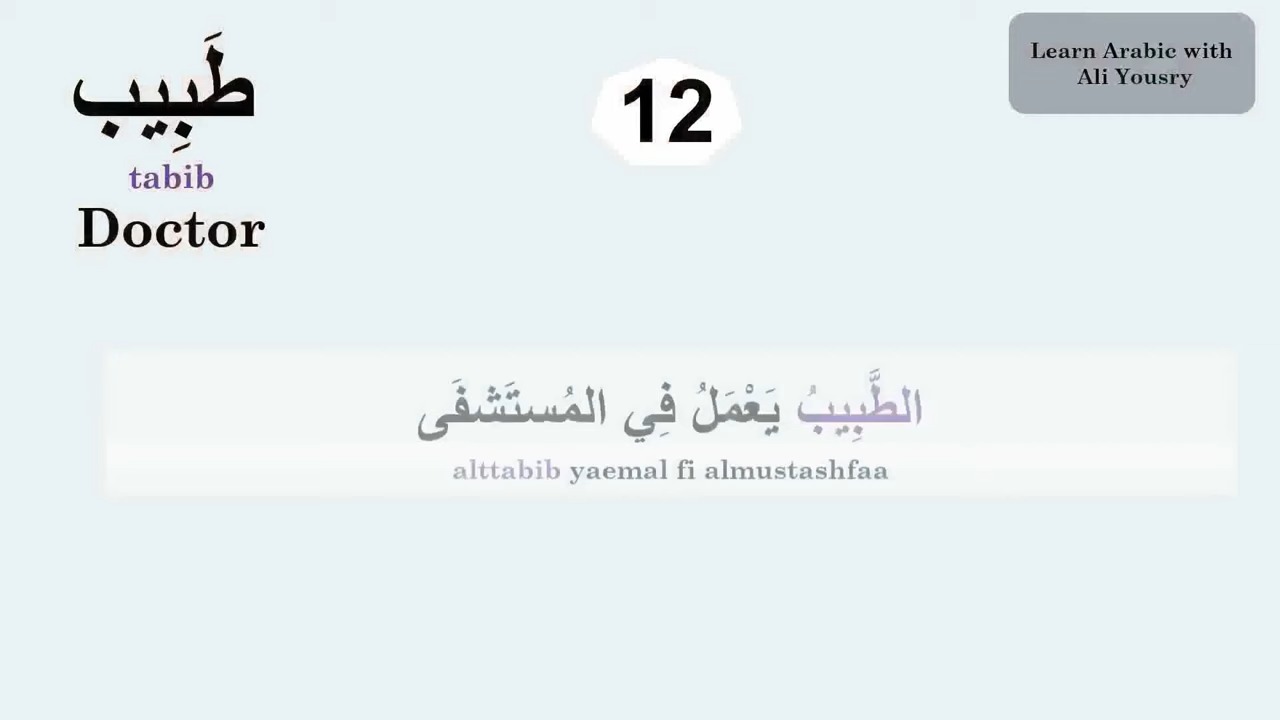 طَبِيب
tabib
Doctor
12
Learn Arabic with
Ali Yousry
الطَّبِيبُ يَعْمَلُ فِي المُستَشفَى
alttabib yaemal fi almustashfaa